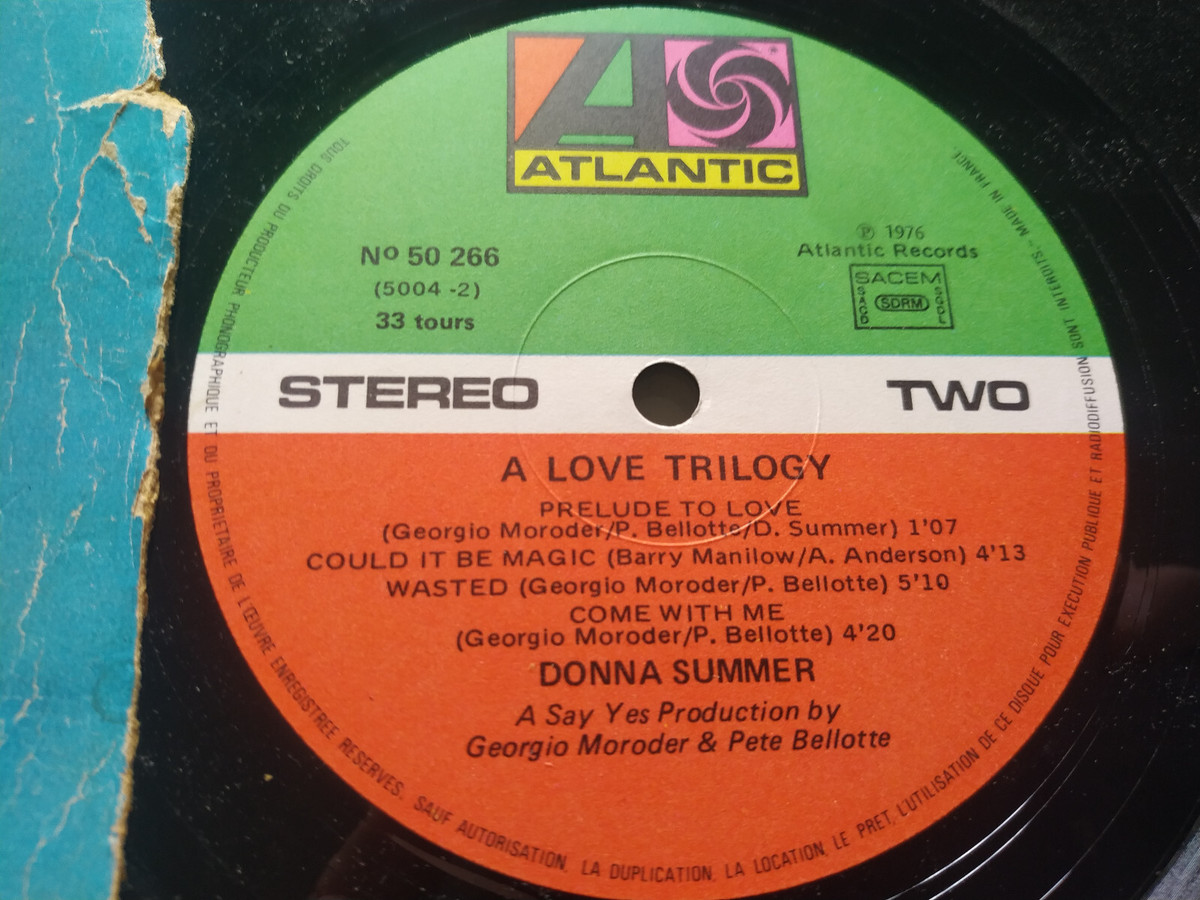 ATLANTIC
Nº 50 266
(5004 -2)
33 tours
℗ 1976
Atlantic Records
SACEM
SACD
SDRM
SGDL
STEREO
TWO
A LOVE TRILOGY
PRELUDE TO LOVE
(Georgio Moroder/P. Bellotte/D. Summer) 1'07
COULD IT BE MAGIC (Barry Manilow/A. Anderson) 4'13
WASTED (Georgio Moroder/P. Bellotte) 5'10
COME WITH ME
(Georgio Moroder/P. Bellotte) 4'20
DONNA SUMMER
A Say Yes Production by
Georgio Moroder & Pete Bellotte
TOUS DROITS DU PRODUCTEUR PHONOGRAPHIQUE ET DU PROPRIETAIRE DE L'ŒUVRE ENREGISTREE RESERVES. SAUF AUTORISATION, LA DUPLICATION, LA LOCATION, LE PRET, L'UTILISATION DE CE DISQUE POUR EXECUTION PUBLIQUE ET RADIODIFFUSION SONT INTERDITS.- MADE IN FRANCE.